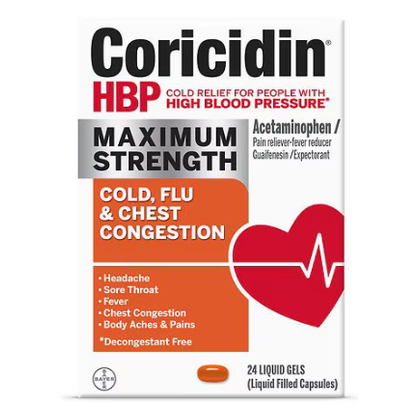 Coricidin®
HBP
COLD RELIEF FOR PEOPLE WITH
HIGH BLOOD PRESSURE*
MAXIMUM
STRENGTH
Acetaminophen /
Pain reliever-fever reducer
Guaifenesin /Expectorant
COLD, FLU
& CHEST
CONGESTION
• Headache
• Sore Throat
• Fever
• Chest Congestion
• Body Aches & Pains
*Decongestant Free
BAYER
24 LIQUID GELS
(Liquid Filled Capsules)